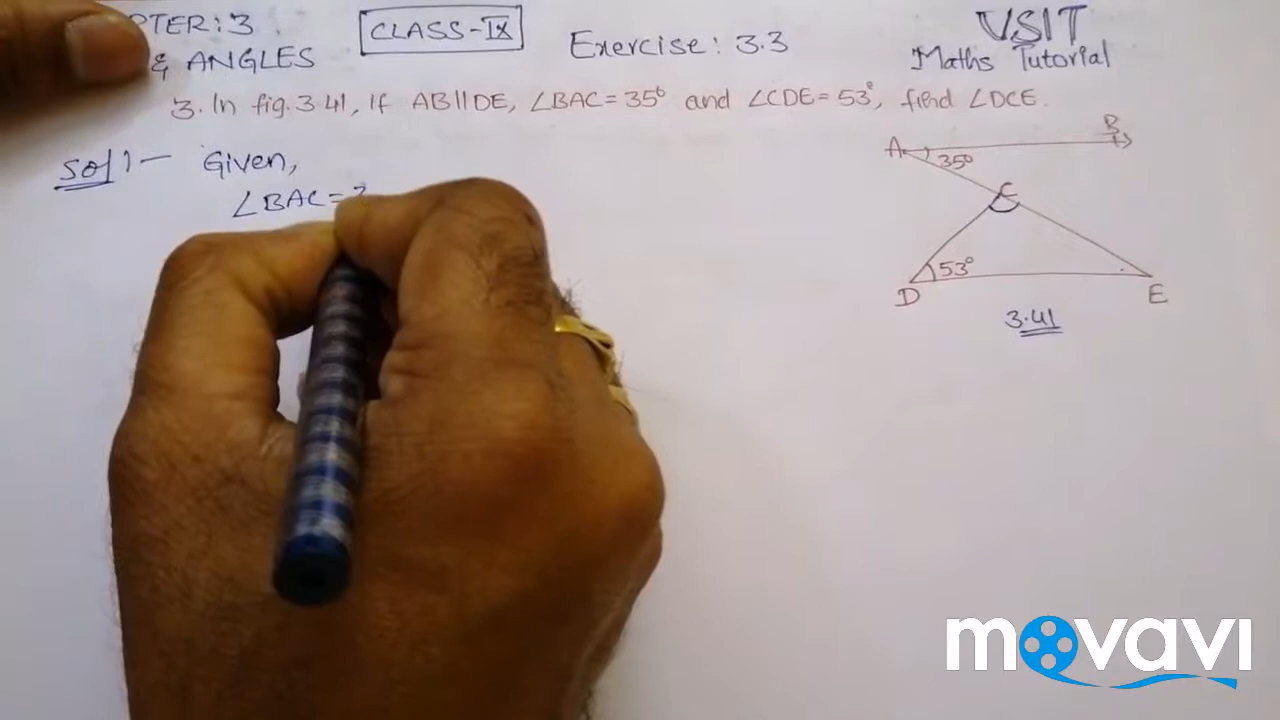 PTER: 3
& ANGLES
CLASS-IX
Exercise: 3.3
VSIT
Maths Tutorial
3. In fig. 3.41, If AB||DE, ∠BAC = 35° and ∠CDE = 53°, find ∠DCE.
Sol:- Given,
∠BAC =
A
B
35°
C
53°
D
E
3.41
movavi